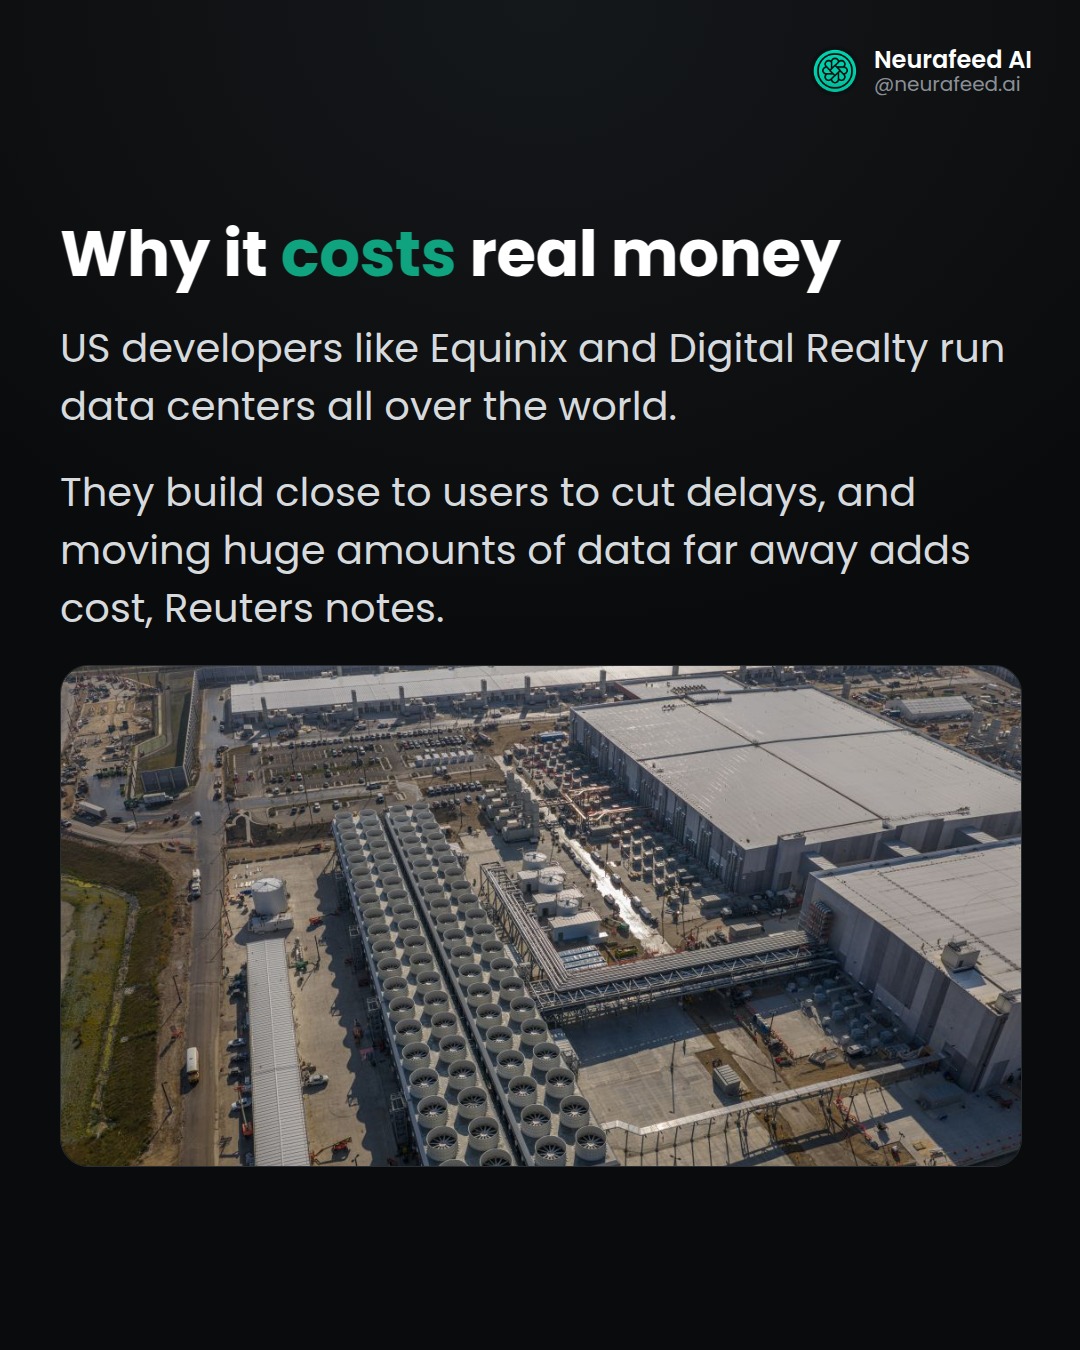 Neurafeed AI
@neurafeed.ai
Why it costs real money
US developers like Equinix and Digital Realty run
data centers all over the world.
They build close to users to cut delays, and
moving huge amounts of data far away adds
cost, Reuters notes.